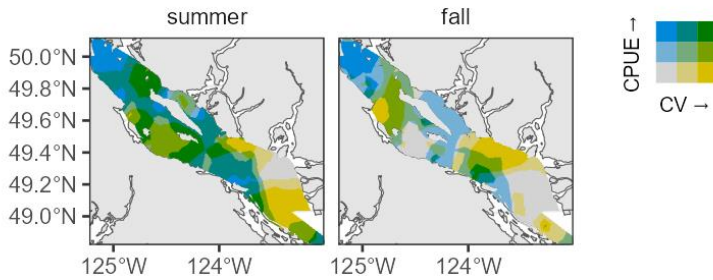 summer
fall
50.0°N
49.8°N
49.6°N
49.4°N
49.2°N
49.0°N
125°W
124°W
125°W
124°W
CPUE →
CV →